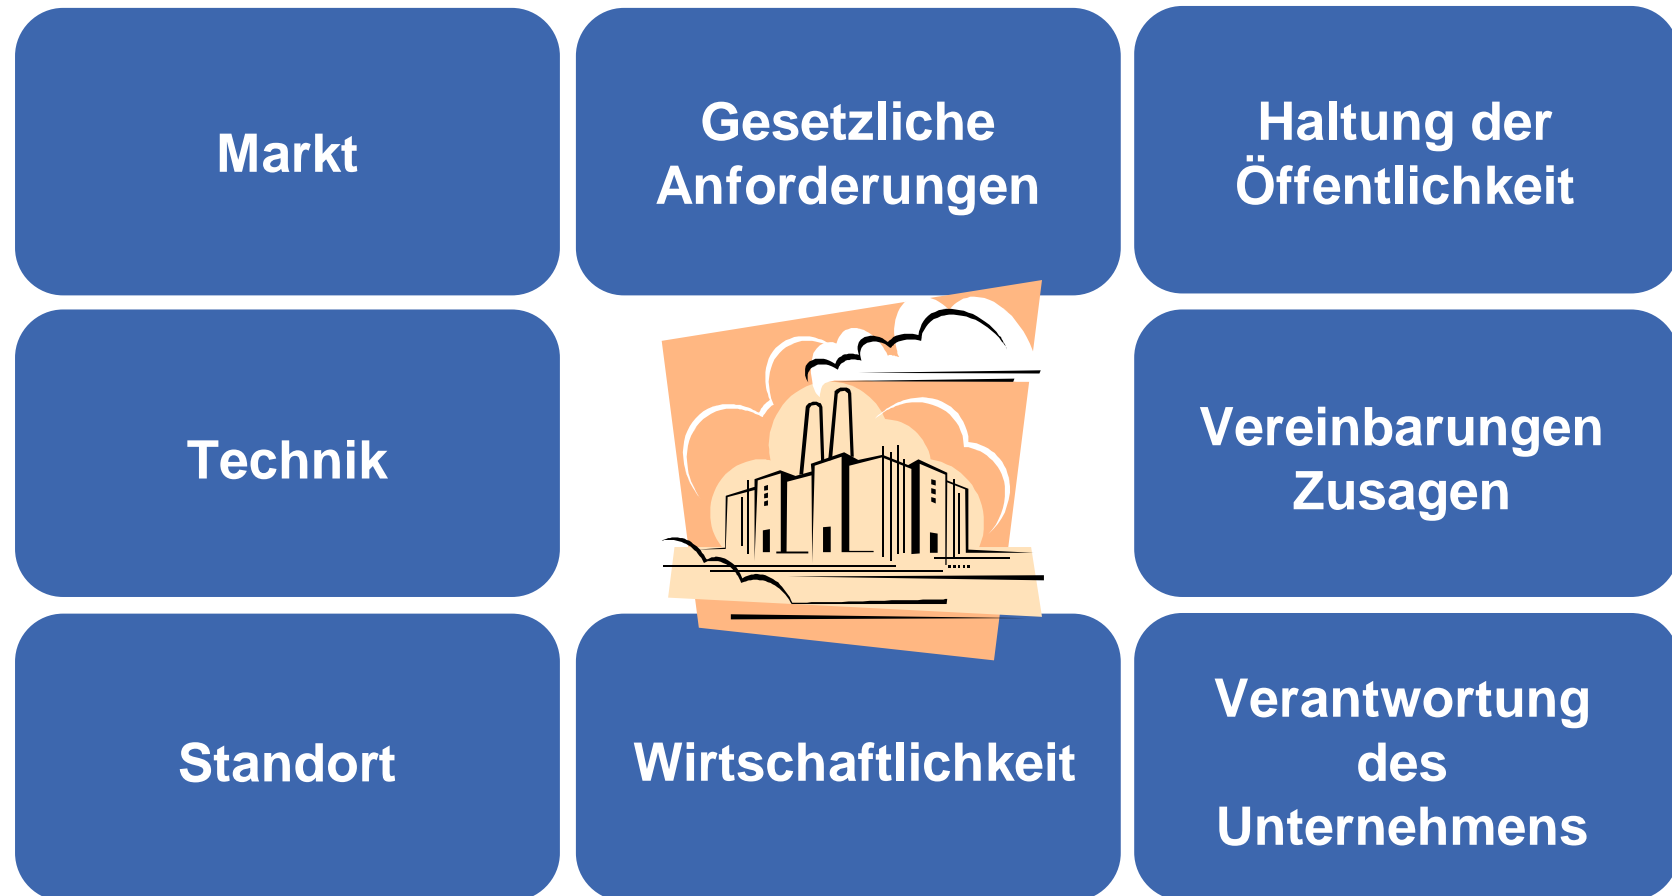 Markt
Gesetzliche
Anforderungen
Haltung der
Öffentlichkeit
Technik
Vereinbarungen
Zusagen
Standort
Wirtschaftlichkeit
Verantwortung
des
Unternehmens